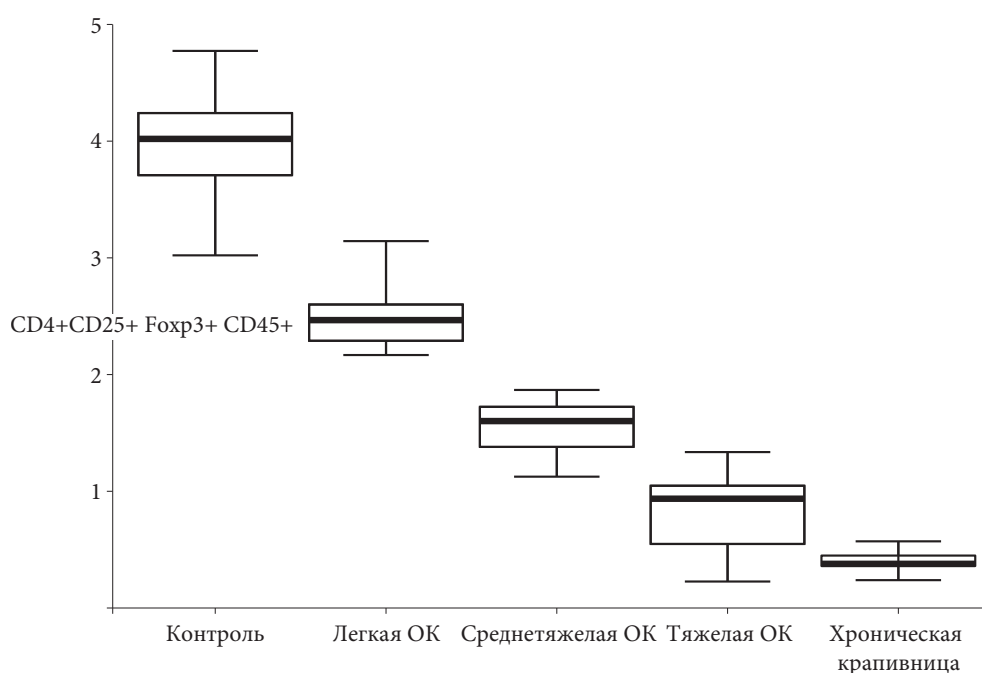 5
4
3
CD4+CD25+ Foxp3+ CD45+
2
1
Контроль
Легкая ОК
Среднетяжелая ОК
Тяжелая ОК
Хроническая
крапивница